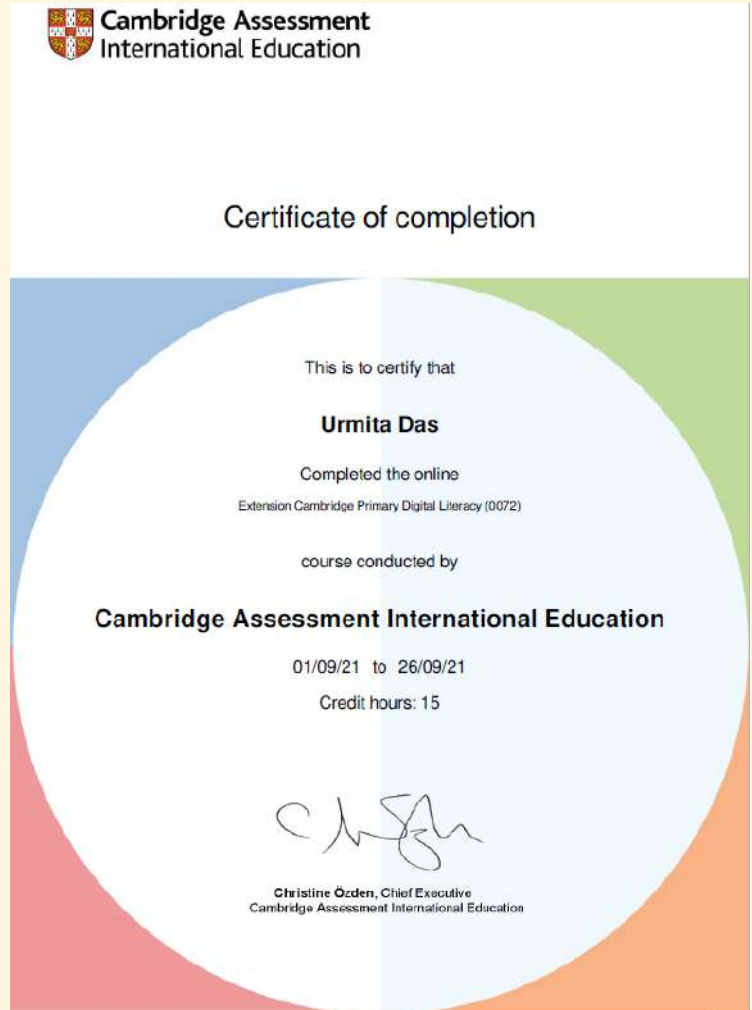 Cambridge Assessment
International Education
Certificate of completion
This is to certify that
Urmita Das
Completed the online
Extension Cambridge Primary Digital Literacy (0072)
course conducted by
Cambridge Assessment International Education
01/09/21 to 26/09/21
Credit hours: 15
Christine Özden, Chief Executive
Cambridge Assessment International Education